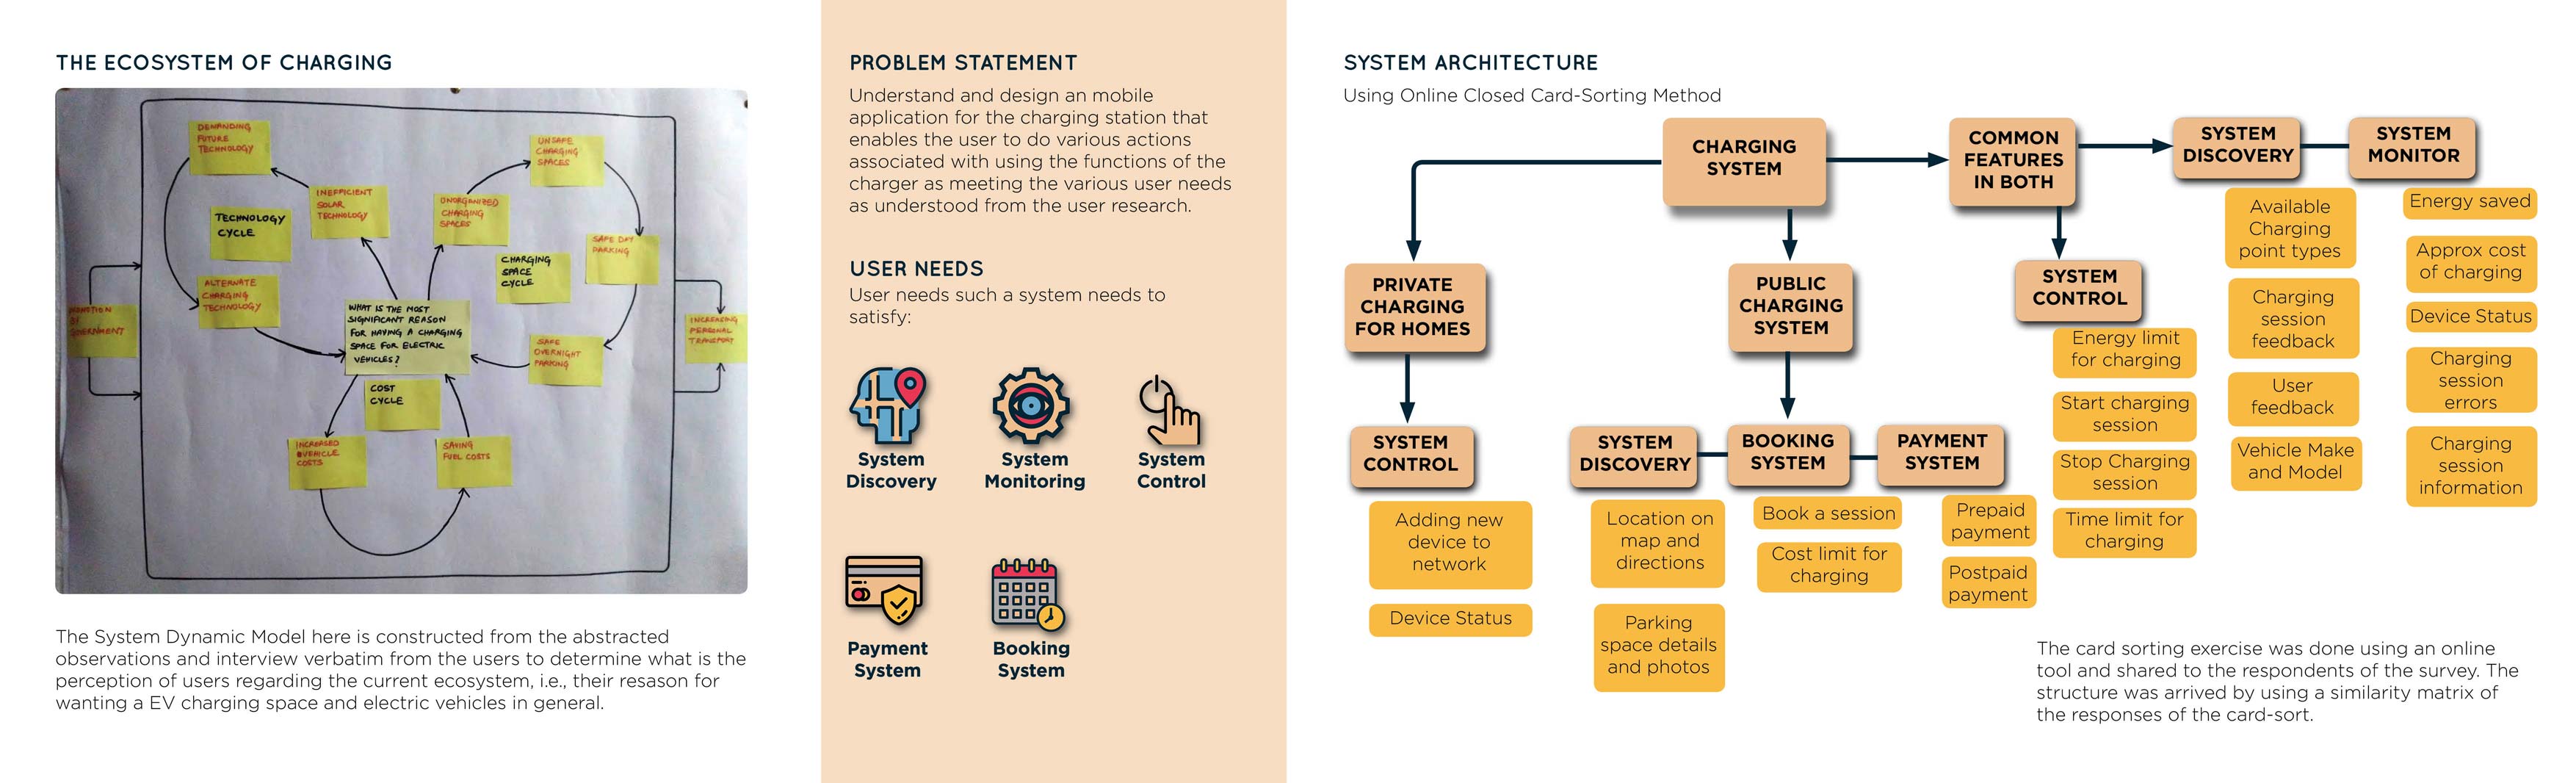 THE ECOSYSTEM OF CHARGING
DEMANDING
FUTURE
TECHNOLOGY
INEFFICIENT
SOLAR
TECHNOLOGY
TECHNOLOGY
CYCLE
ALTERNATE
CHARGING
TECHNOLOGY
UNSAFE
CHARGING
SPACES
UNORGANIZED
CHARGING
SPACES
SAFE DAY
PARKING
CHARGING
SPACE
CYCLE
WHAT IS THE MOST
SIGNIFICANT REASON
FOR HAVING A CHARGING
SPACE FOR ELECTRIC
VEHICLES?
SAFE
OVERNIGHT
PARKING
GOVERNMENT
INCREASING
PERSONAL
TRANSPORT
COST
CYCLE
INCREASED
VEHICLE
COSTS
SAVING
FUEL COSTS
The System Dynamic Model here is constructed from the abstracted
observations and interview verbatim from the users to determine what is the
perception of users regarding the current ecosystem, i.e., their resason for
wanting a EV charging space and electric vehicles in general.
PROBLEM STATEMENT
Understand and design an mobile
application for the charging station that
enables the user to do various actions
associated with using the functions of the
charger as meeting the various user needs
as understood from the user research.
USER NEEDS
User needs such a system needs to
satisfy:
System
Discovery
System
Monitoring
System
Control
Payment
System
Booking
System
SYSTEM ARCHITECTURE
Using Online Closed Card-Sorting Method
CHARGING
SYSTEM
COMMON
FEATURES
IN BOTH
SYSTEM
DISCOVERY
SYSTEM
MONITOR
PRIVATE
CHARGING
FOR HOMES
PUBLIC
CHARGING
SYSTEM
SYSTEM
CONTROL
SYSTEM
CONTROL
Adding new
device to
network
Device Status
SYSTEM
DISCOVERY
Location on
map and
directions
Parking
space details
and photos
BOOKING
SYSTEM
Book a session
Cost limit for
charging
PAYMENT
SYSTEM
Prepaid
payment
Postpaid
payment
Energy limit
for charging
Start charging
session
Stop Charging
session
Time limit for
charging
Available
Charging
point types
Charging
session
feedback
User
feedback
Vehicle Make
and Model
Energy saved
Approx cost
of charging
Device Status
Charging
session
errors
Charging
session
information
The card sorting exercise was done using an online
tool and shared to the respondents of the survey. The
structure was arrived by using a similarity matrix of
the responses of the card-sort.